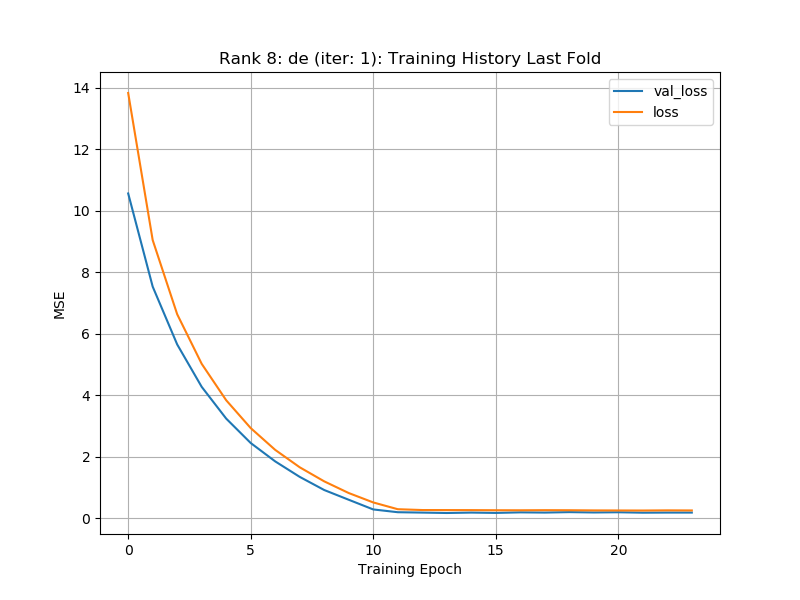 Rank 8: de (iter: 1): Training History Last Fold
14
12
10
8
6
4
2
0
MSE
val_loss
loss
0 5 10 15 20
Training Epoch